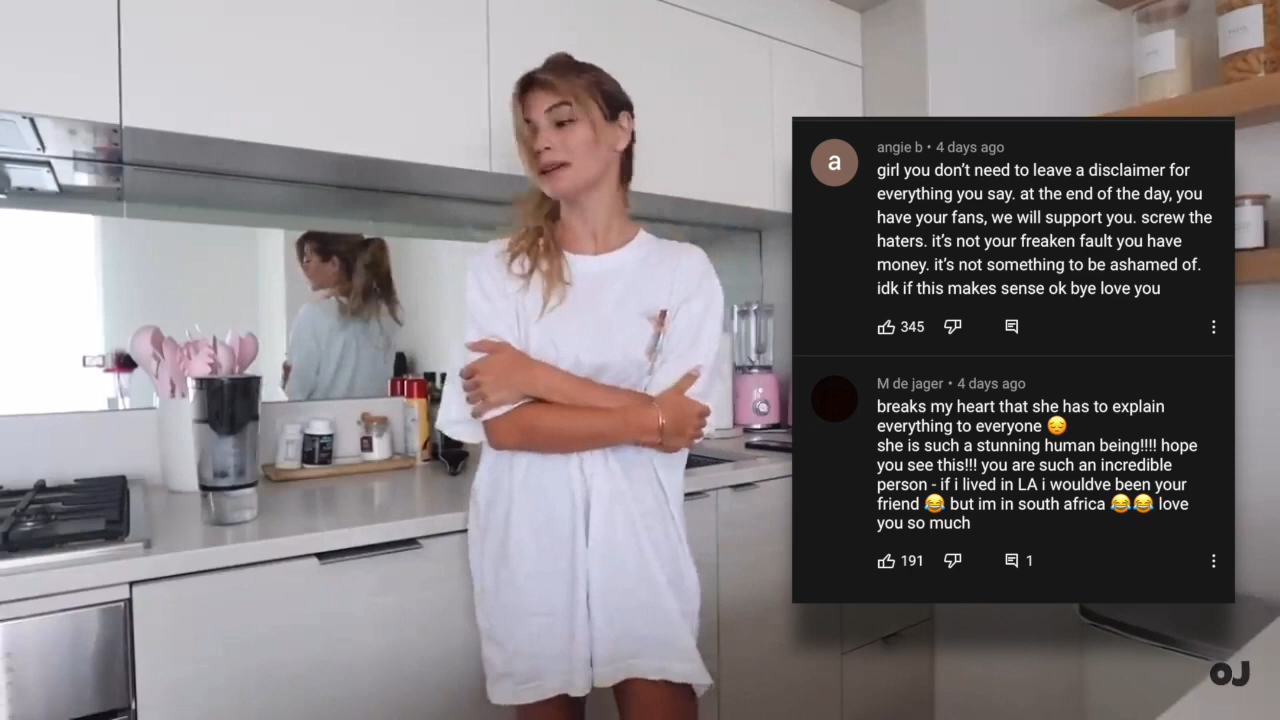 angie b • 4 days ago
a
girl you don't need to leave a disclaimer for
everything you say. at the end of the day, you
have your fans, we will support you. screw the
haters. it's not your freaken fault you have
money. it's not something to be ashamed of.
idk if this makes sense ok bye love you
345
M de jager • 4 days ago
breaks my heart that she has to explain
everything to everyone 😔
she is such a stunning human being!!!! hope
you see this!!! you are such an incredible
person - if i lived in LA i wouldve been your
friend 😂 but im in south africa 😂😂 love
you so much
191
1
OJ